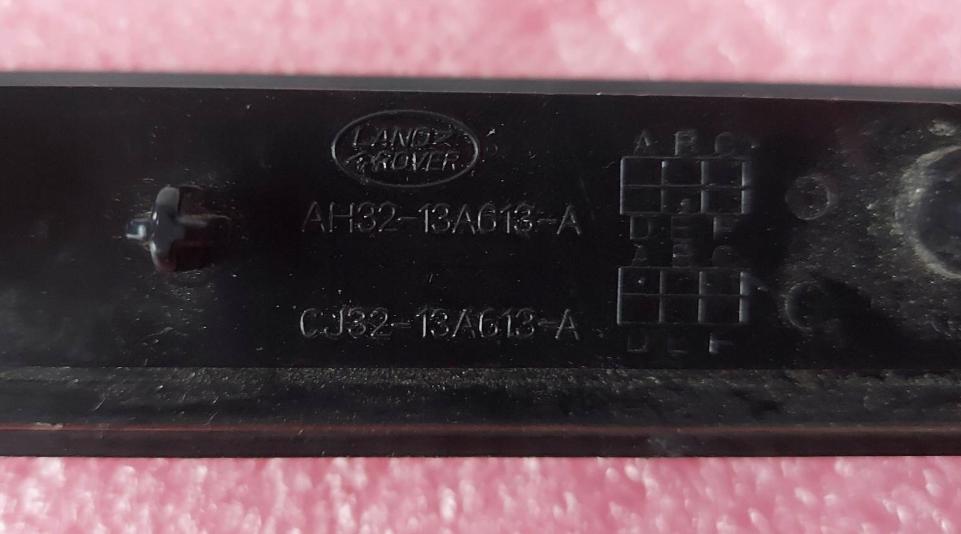 LAND
ROVER
AH32-13A613-A
A B C
D E F
CJ32-13A613-A
A B C
D E F